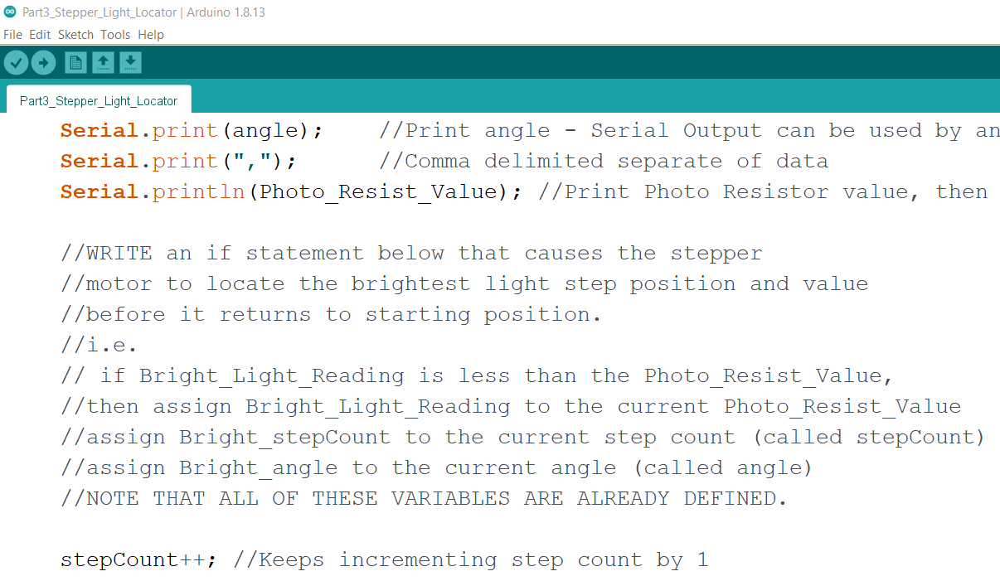 Part3_Stepper_Light_Locator | Arduino 1.8.13
File Edit Sketch Tools Help
Part3_Stepper_Light_Locator
Serial.print(angle);    //Print angle - Serial Output can be used by an
Serial.print(",");      //Comma delimited separate of data
Serial.println(Photo_Resist_Value); //Print Photo Resistor value, then
//WRITE an if statement below that causes the stepper
//motor to locate the brightest light step position and value
//before it returns to starting position.
//i.e.
// if Bright_Light_Reading is less than the Photo_Resist_Value,
//then assign Bright_Light_Reading to the current Photo_Resist_Value
//assign Bright_stepCount to the current step count (called stepCount)
//assign Bright_angle to the current angle (called angle)
//NOTE THAT ALL OF THESE VARIABLES ARE ALREADY DEFINED.
stepCount++; //Keeps incrementing step count by 1